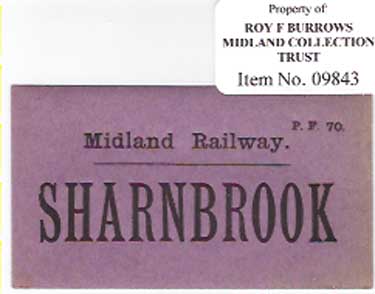 Property of
ROY F BURROWS
MIDLAND COLLECTION
TRUST
Item No. 09843
P. F. 70.
Midland Railway.
SHARNBROOK